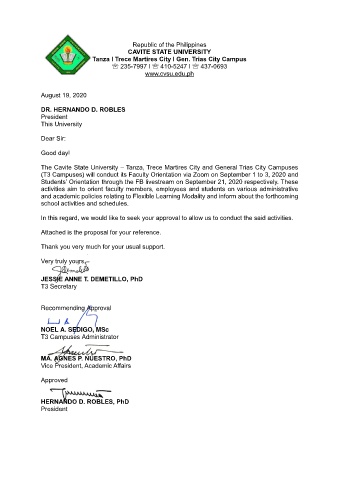 Republic of the Philippines
CAVITE STATE UNIVERSITY
Tanza I Trece Martires City I Gen. Trias City Campus
☏ 235-7997 I ☏ 410-5247 I ☏ 437-0693
www.cvsu.edu.ph
August 19, 2020
DR. HERNANDO D. ROBLES
President
This University
Dear Sir:
Good day!
The Cavite State University – Tanza, Trece Martires City and General Trias City Campuses
(T3 Campuses) will conduct its Faculty Orientation via Zoom on September 1 to 3, 2020 and
Students' Orientation through the FB livestream on September 21, 2020 respectively. These
activities aim to orient faculty members, employees and students on various administrative
and academic policies relating to Flexible Learning Modality and inform about the forthcoming
school activities and schedules.
In this regard, we would like to seek your approval to allow us to conduct the said activities.
Attached is the proposal for your reference.
Thank you very much for your usual support.
Very truly yours,
JESSIE ANNE T. DEMETILLO, PhD
T3 Secretary
Recommending Approval
NOEL A. SEDIGO, MSc
T3 Campuses Administrator
MA. AGNES P. NUESTRO, PhD
Vice President, Academic Affairs
Approved
HERNANDO D. ROBLES, PhD
President